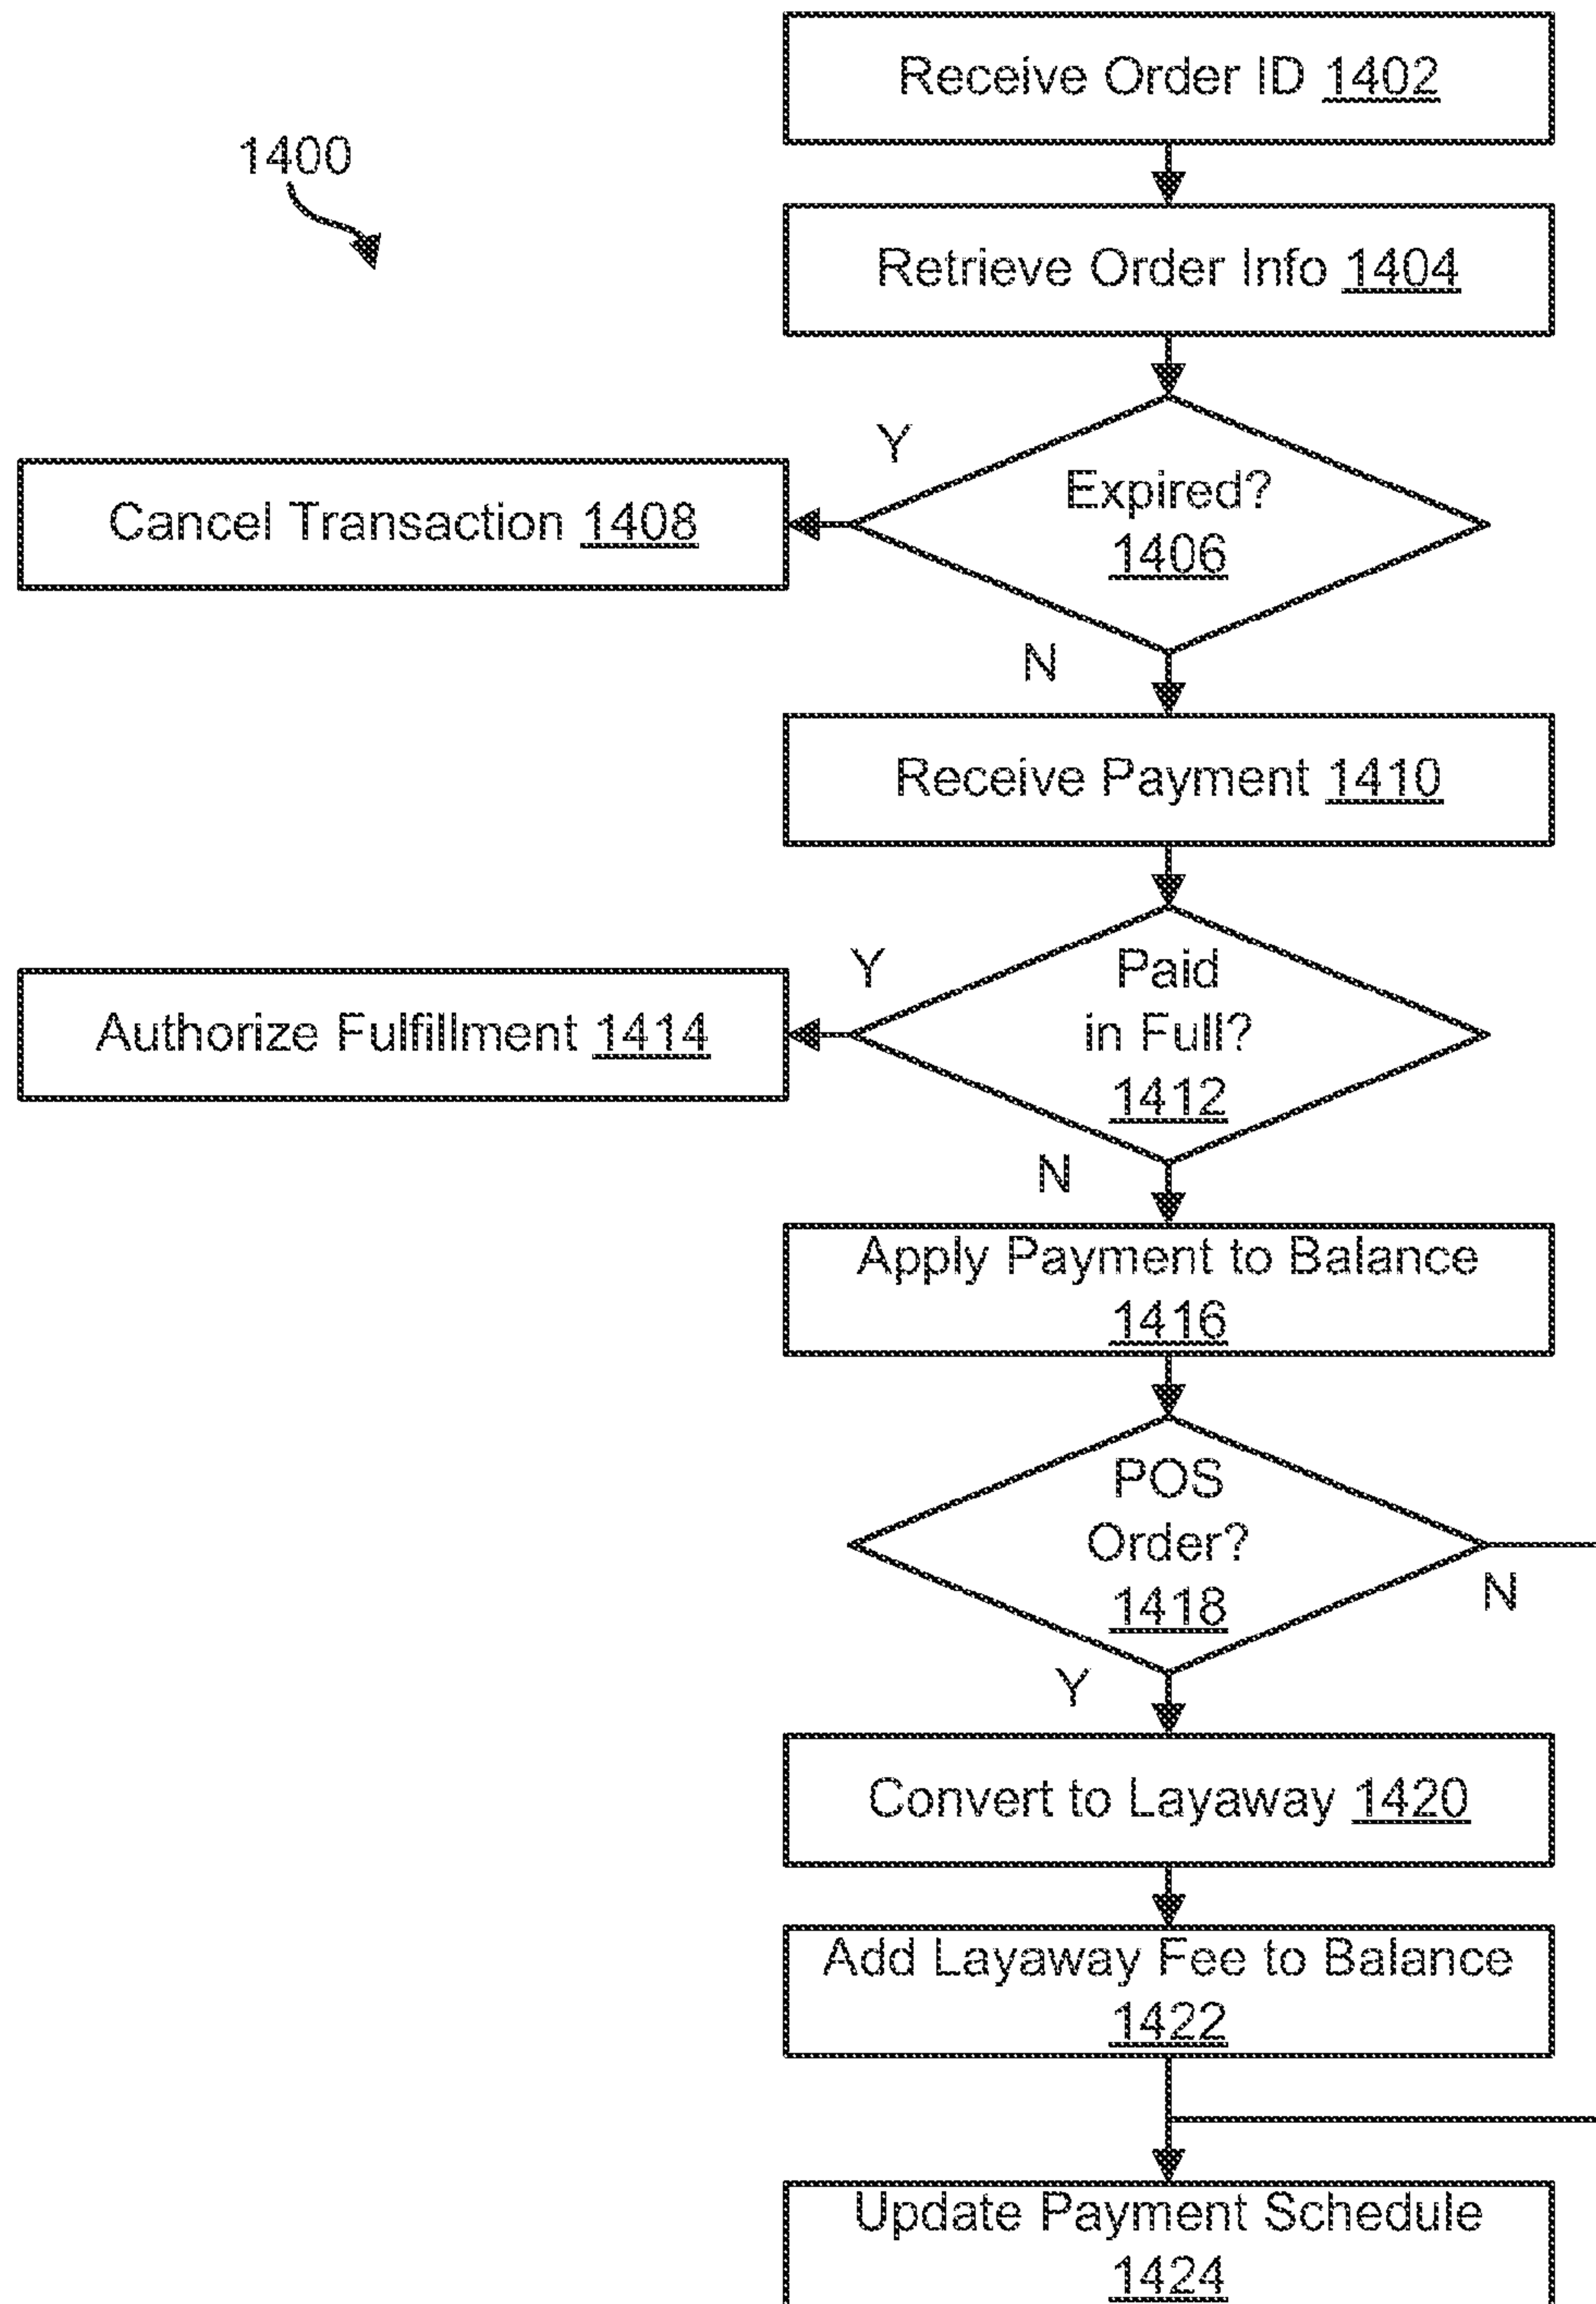 Receive Order ID 1402
1400
Retrieve Order Info 1404
Y
Expired?
1406
Cancel Transaction 1408
N
Receive Payment 1410
Y
Paid
in Full?
1412
Authorize Fulfillment 1414
N
Apply Payment to Balance
1416
POS
Order?
1418
N
Y
Convert to Layaway 1420
Add Layaway Fee to Balance
1422
Update Payment Schedule
1424